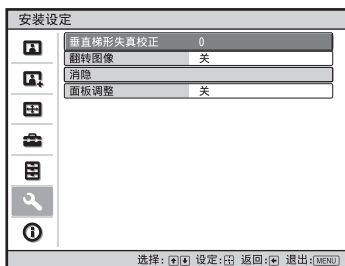 安装设定
垂直梯形失真校正 0
翻转图像 关
消隐
面板调整 关
选择: 设定: 返回: 退出: MENU